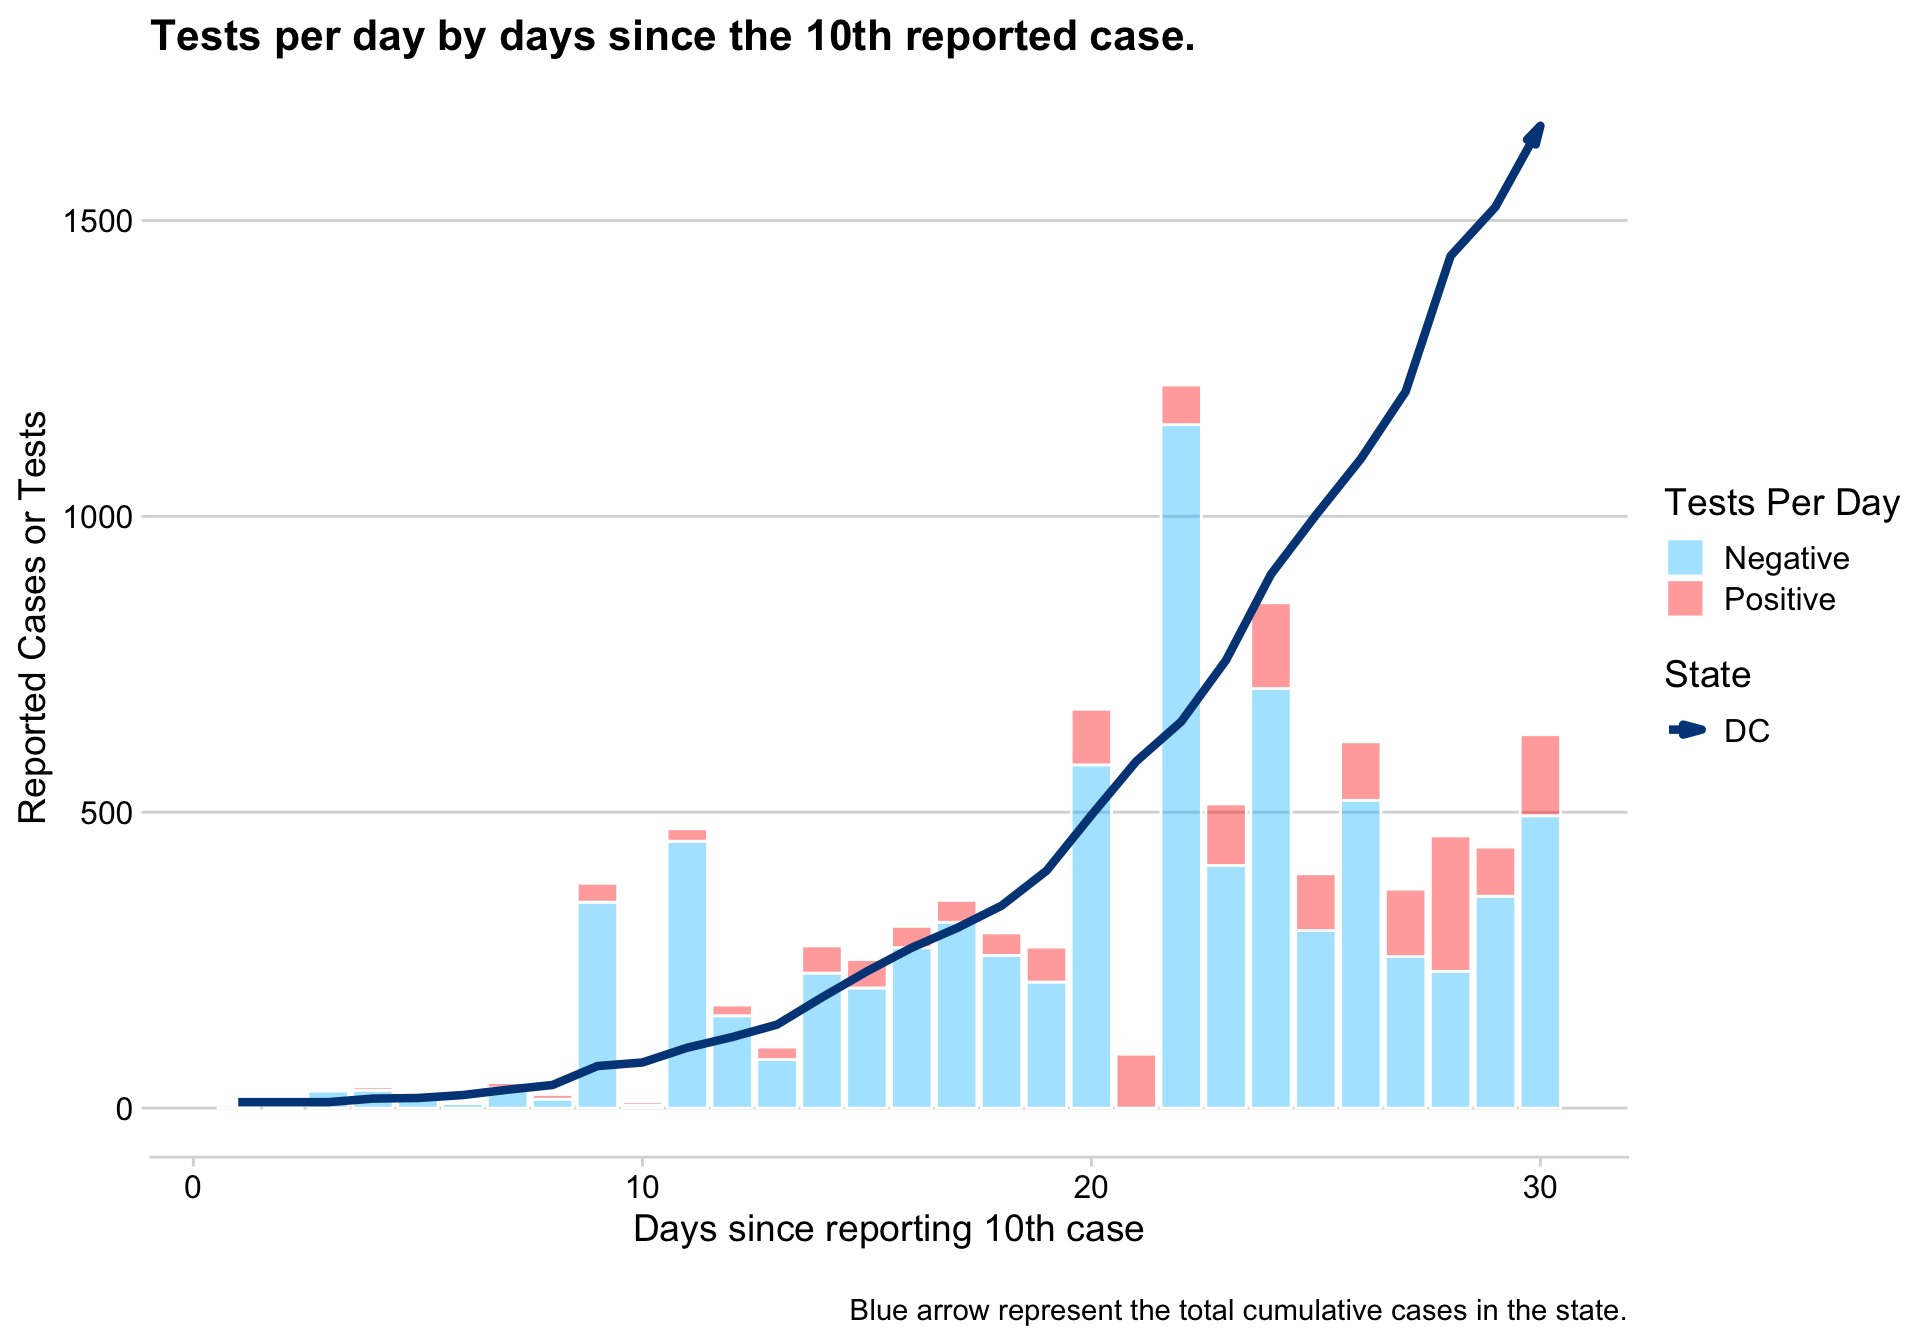 Tests per day by days since the 10th reported case.
Reported Cases or Tests
1500
1000
500
0
0
10
20
30
Days since reporting 10th case
Tests Per Day
Negative
Positive
State
DC
Blue arrow represent the total cumulative cases in the state.